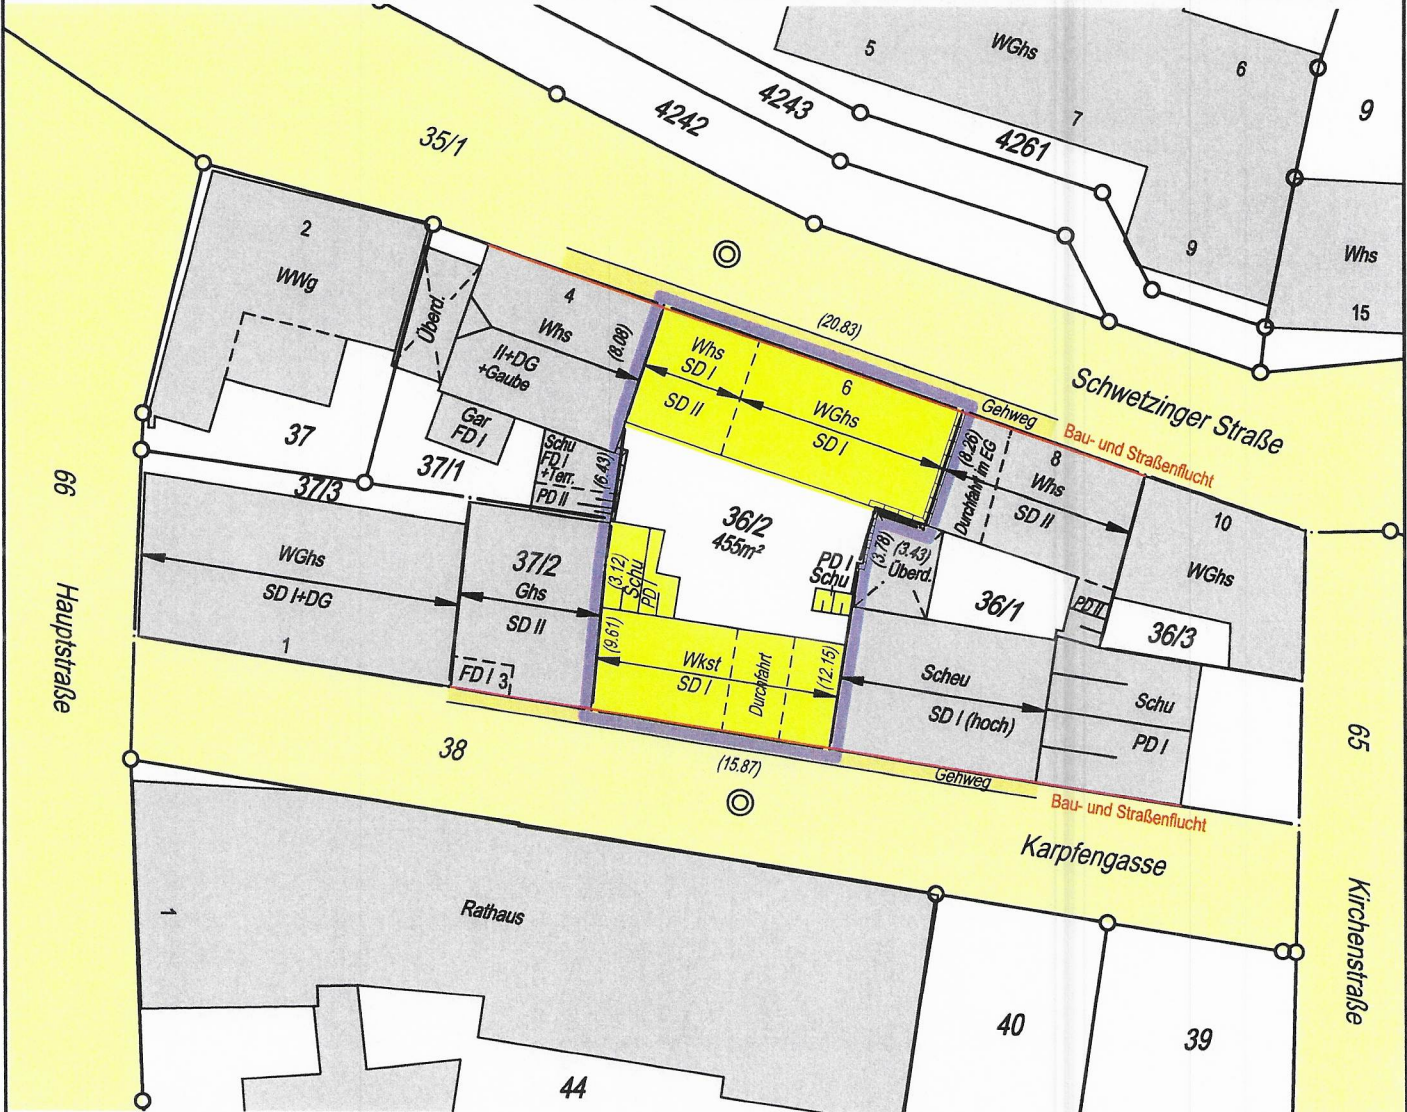 5
WGhs
6
9
4243
7
4242
4261
35/1
2
WWg
9
Whs
15
Überd.
4
Whs
(8.08)
II+DG
+Gaube
(20.83)
Whs
SD I
SD II
6
WGhs
SD I
Schwetzinger Straße
Gehweg
Bau- und Straßenflucht
Gar
FD I
37
37/1
37/3
Schu
FD I
+Terr.
PD II
(6.43)
(8.26)
Durchfahrt im EG
8
Whs
SD II
10
WGhs
66
Hauptstraße
36/2
455m²
WGhs
SD I+DG
1
37/2
Ghs
SD II
FD I
3
(3.12)
Schu
PD I
PD I
Schu
(3.78)
(3.43)
Überd.
36/1
PD II
36/3
(9.61)
Wkst
SD I
Durchfahrt
(12.15)
Scheu
SD I (hoch)
Schu
PD I
65
Kirchenstraße
38
(15.87)
Gehweg
Bau- und Straßenflucht
Karpfengasse
1
Rathaus
40
39
44